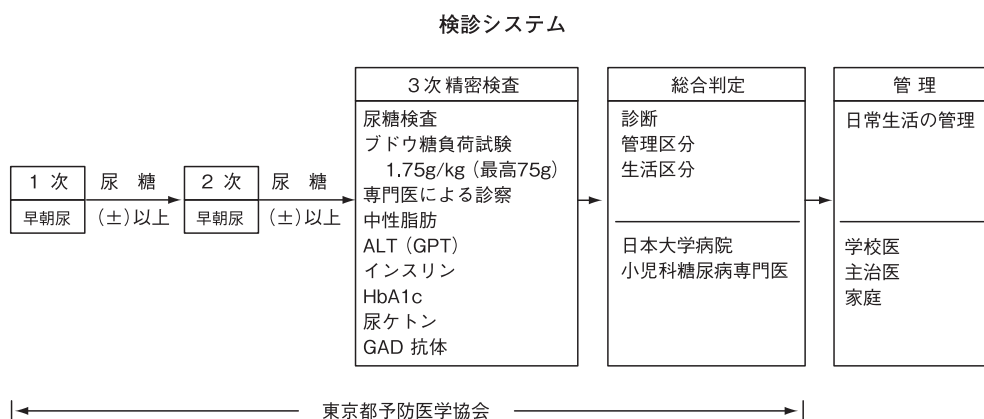 検診システム
1 次
早朝尿
尿 糖
(±)以上
2 次
早朝尿
尿 糖
(±)以上
3次 精密検査
尿糖検査
ブドウ糖負荷試験
1.75g/kg (最高75g)
専門医による診察
中性脂肪
ALT (GPT)
インスリン
HbA1c
尿ケトン
GAD 抗体
総合判定
診断
管理区分
生活区分
日本大学病院
小児科糖尿病専門医
管 理
日常生活の管理
学校医
主治医
家庭
東京都予防医学協会